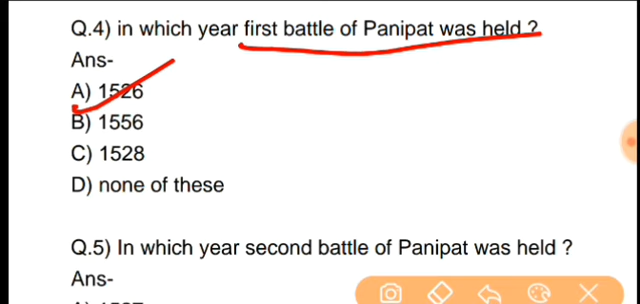 Q.4) in which year first battle of Panipat was held ?
Ans-
A) 1526
B) 1556
C) 1528
D) none of these
Q.5) In which year second battle of Panipat was held ?
Ans-